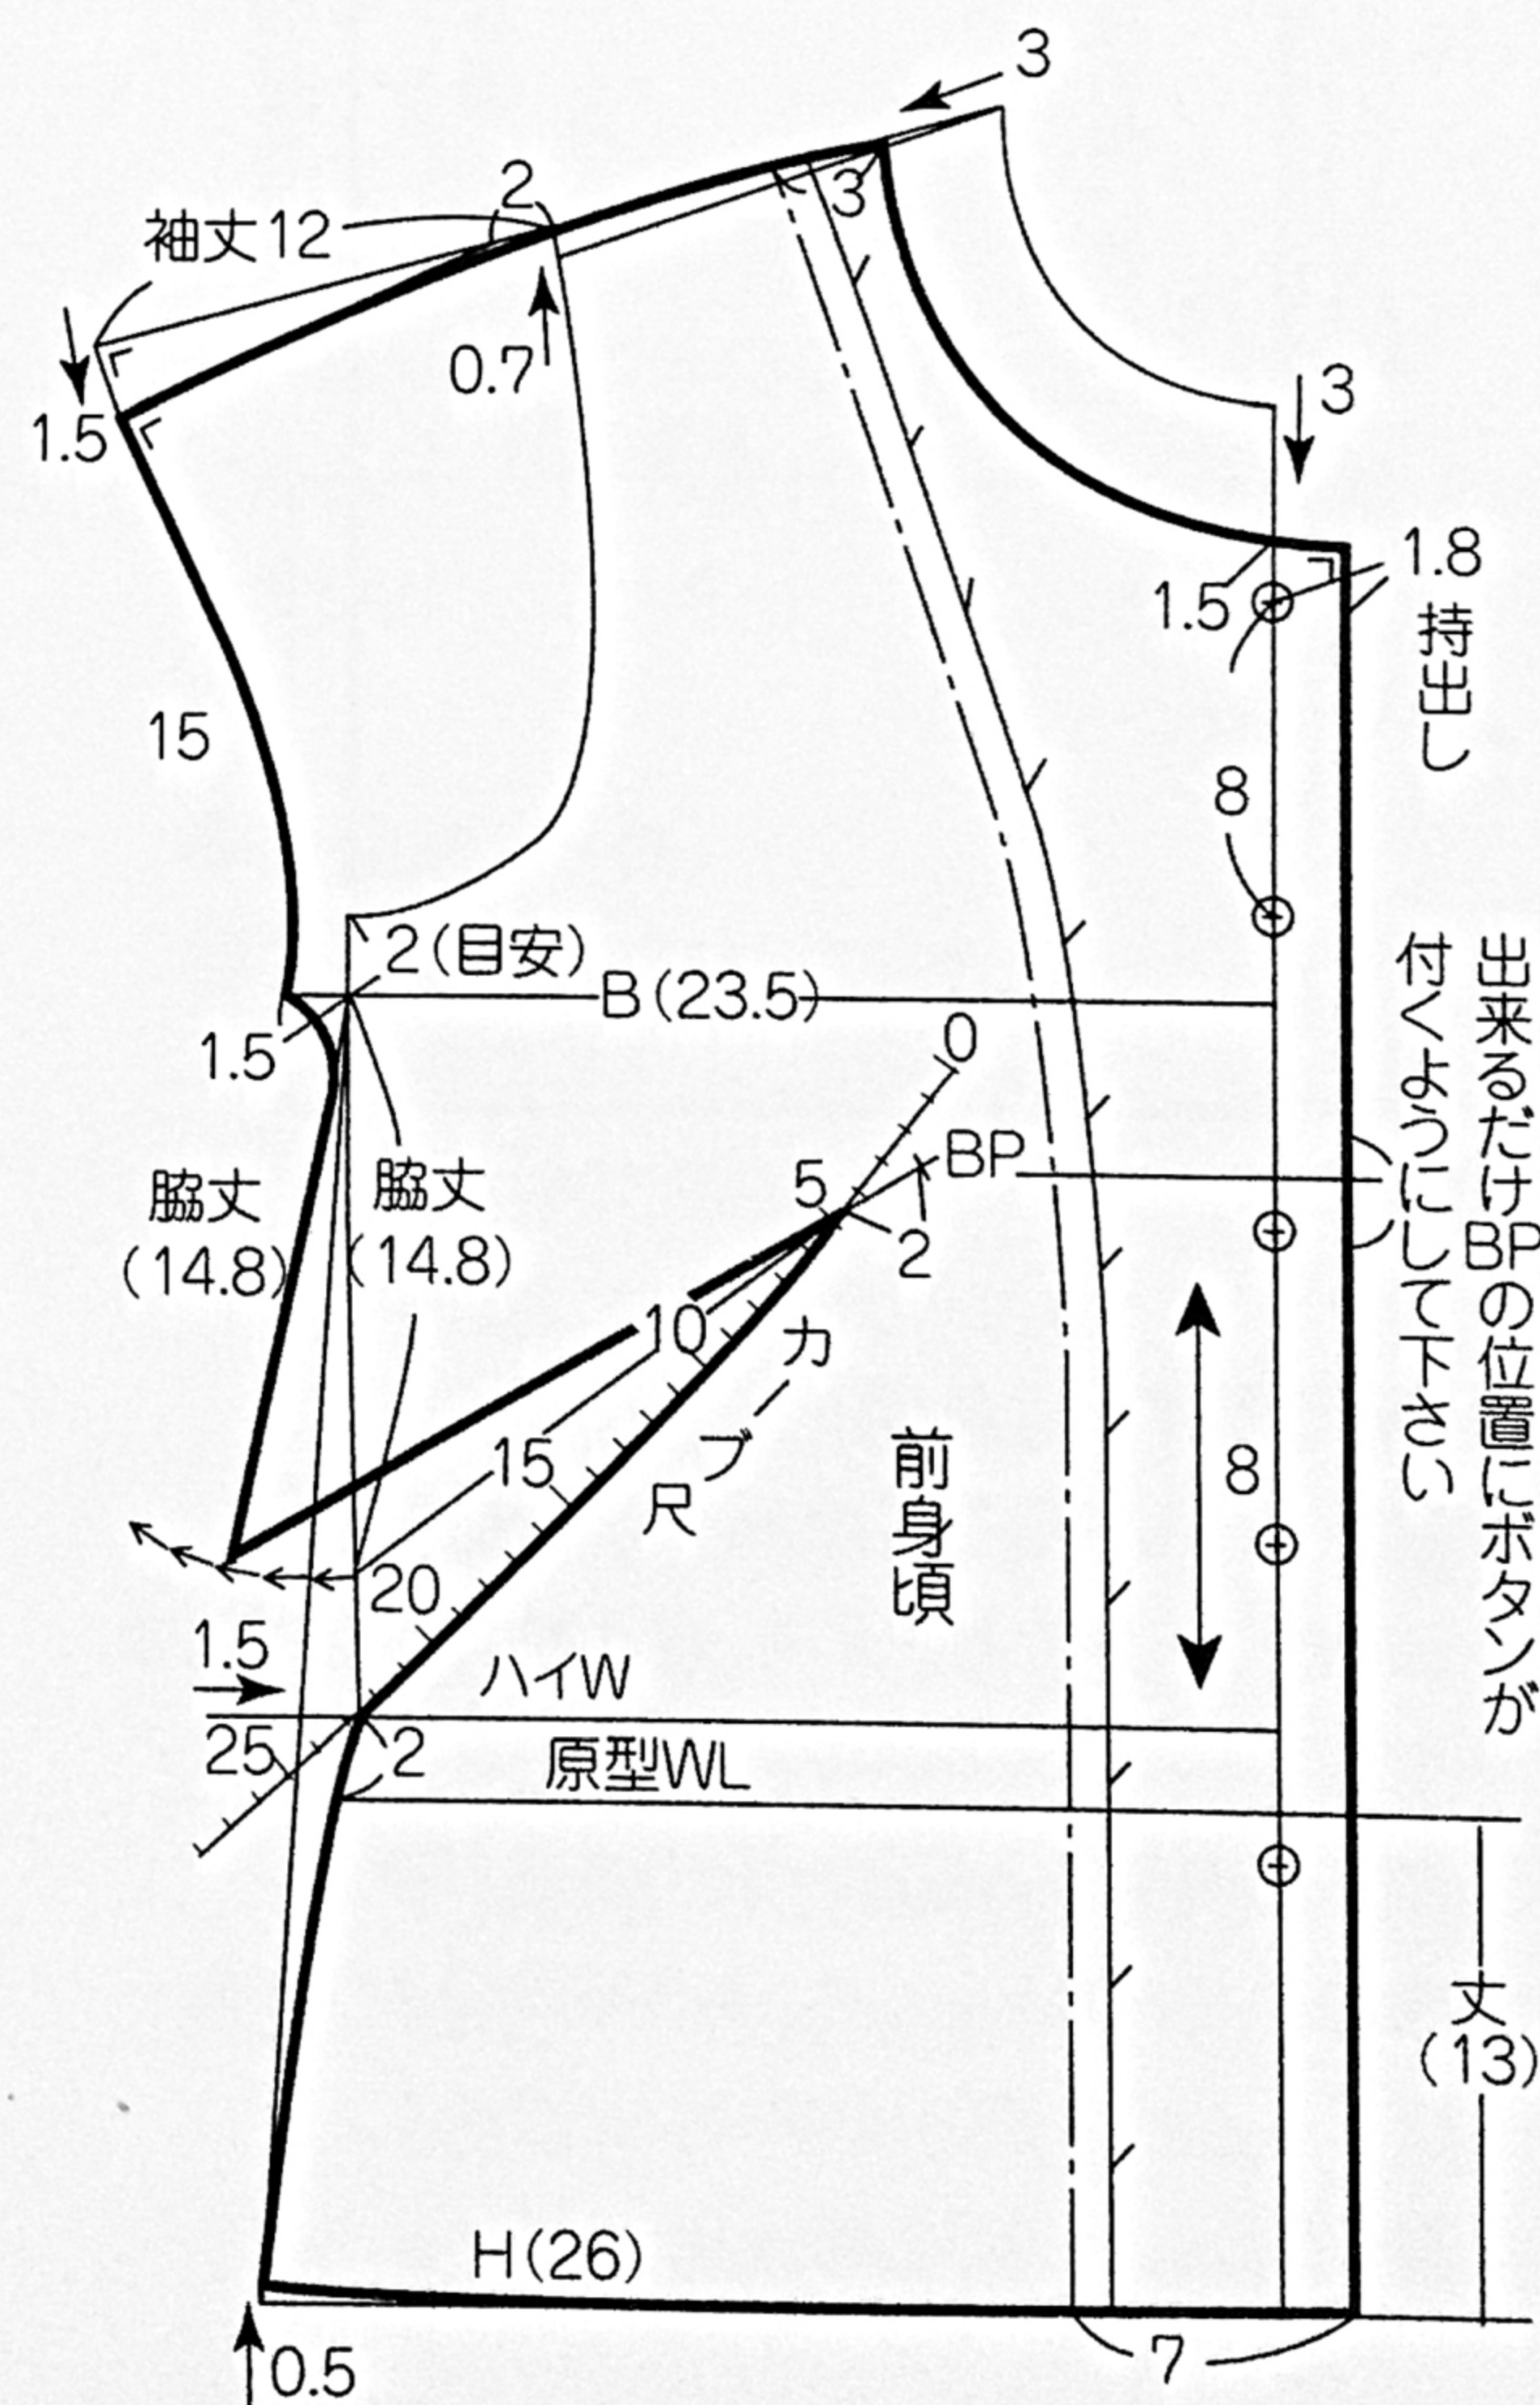 3
2
袖丈12
3
0.7
3
1.5
1.8
持出し
1.5
15
8
2(目安)
B(23.5)
出来るだけBPの位置にボタンが
付くようにして下さい
0
1.5
BP
脇丈
(14.8)
脇丈
(14.8)
5
2
10
カーブ尺
15
前身頃
8
20
1.5
ハイW
25
2
原型WL
丈
(13)
H(26)
7
0.5